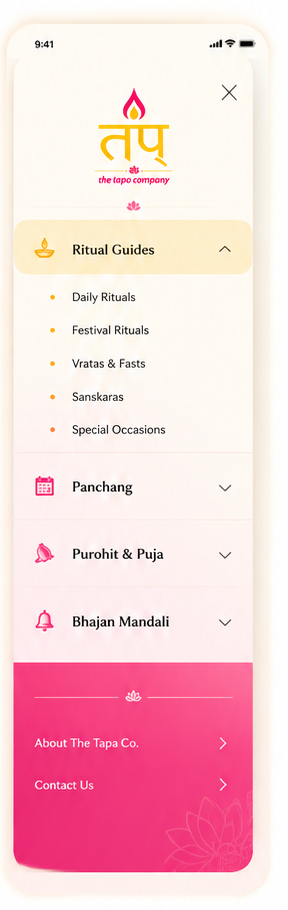 9:41
तप्
the tapo company
Ritual Guides
Daily Rituals
Festival Rituals
Vratas & Fasts
Sanskaras
Special Occasions
Panchang
Purohit & Puja
Bhajan Mandali
About The Tapa Co.
Contact Us